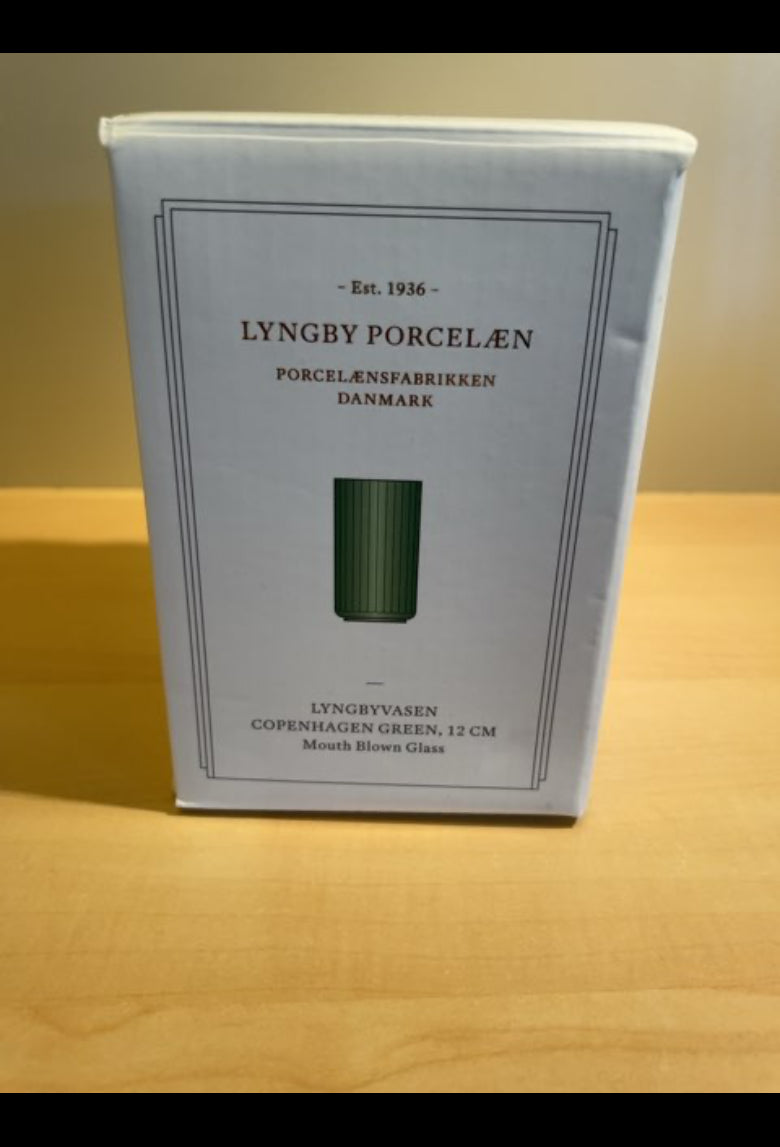 - Est. 1936 -
LYNGBY PORCELÆN
PORCELÆNSFABRIKKEN
DANMARK
LYNGBYVASEN
COPENHAGEN GREEN, 12 CM
Mouth Blown Glass